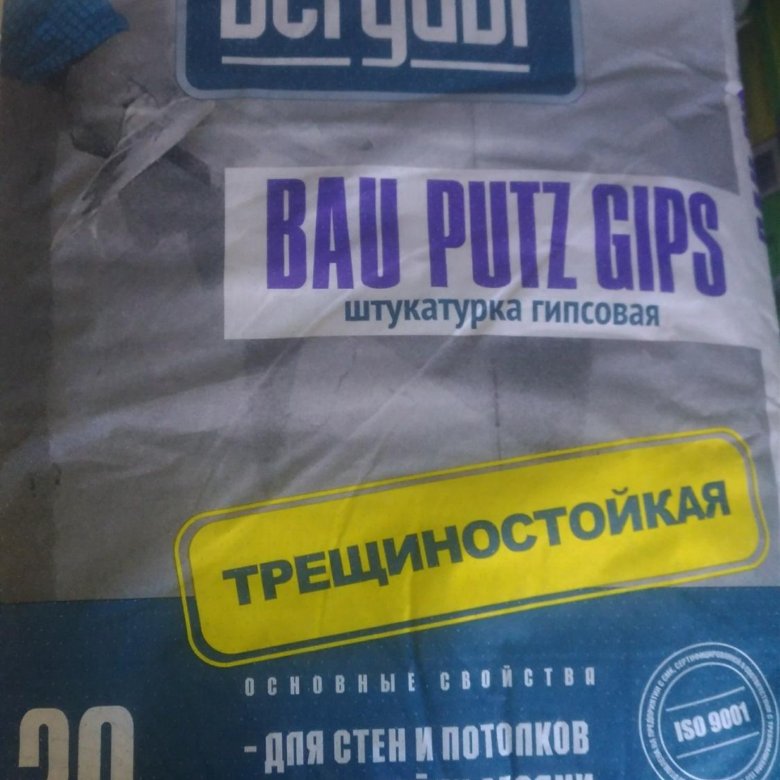 BAU PUTZ GIPS
штукатурка гипсовая
ТРЕЩИНОСТОЙКАЯ
ОСНОВНЫЕ СВОЙСТВА
- ДЛЯ СТЕН И ПОТОЛКОВ
ISO 9001